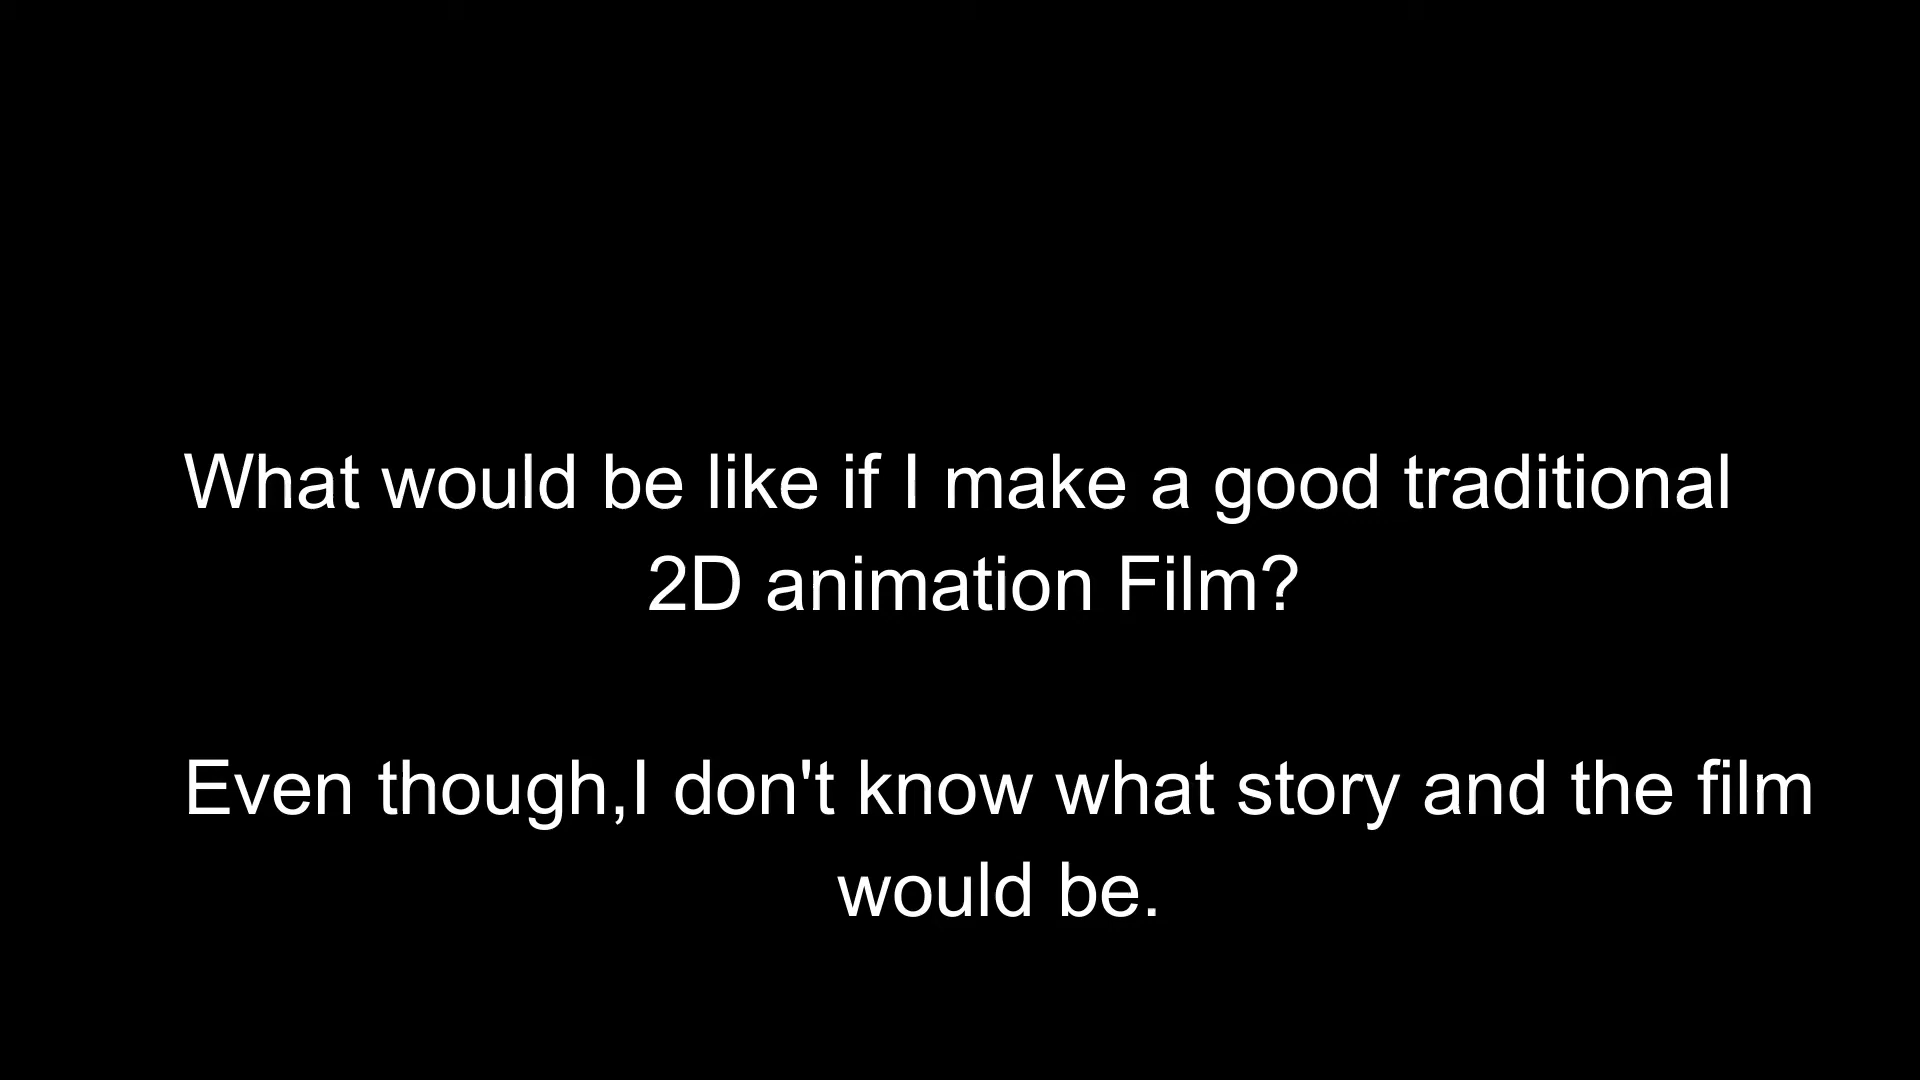 What would be like if I make a good traditional
2D animation Film?
Even though,I don't know what story and the film
would be.